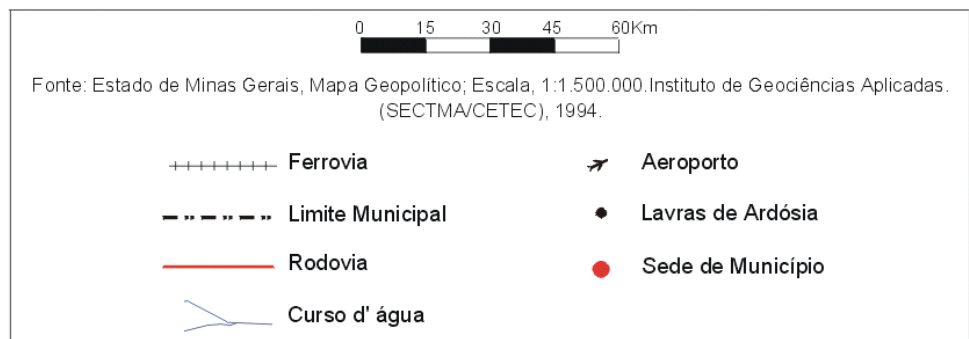 0 15 30 45 60Km
Fonte: Estado de Minas Gerais, Mapa Geopolítico; Escala, 1:1.500.000.Instituto de Geociências Aplicadas.
(SECTMA/CETEC), 1994.
Ferrovia Aeroporto
Limite Municipal Lavras de Ardósia
Rodovia Sede de Município
Curso d' água